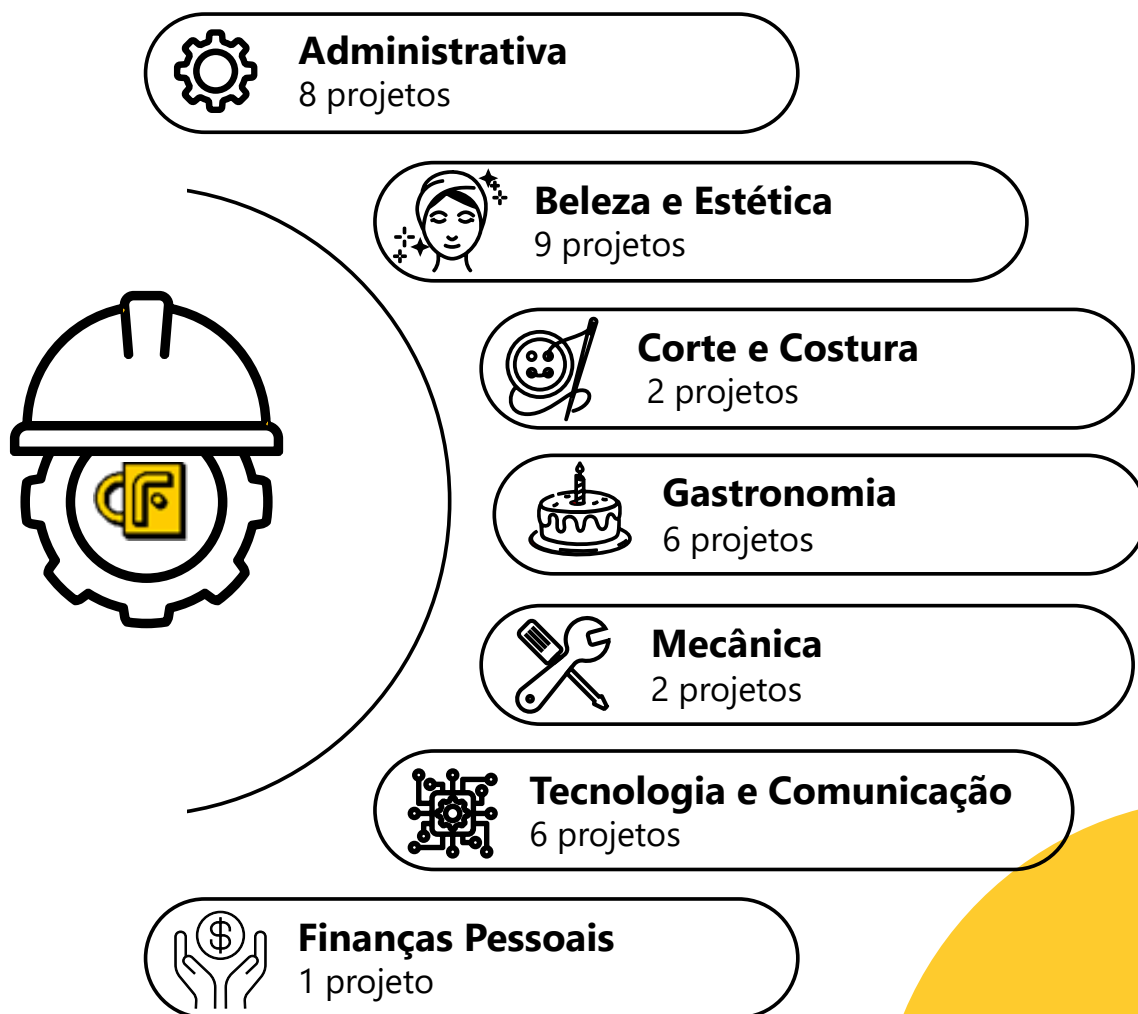 Administrativa
8 projetos
Beleza e Estética
9 projetos
Corte e Costura
2 projetos
Gastronomia
6 projetos
Mecânica
2 projetos
Tecnologia e Comunicação
6 projetos
Finanças Pessoais
1 projeto